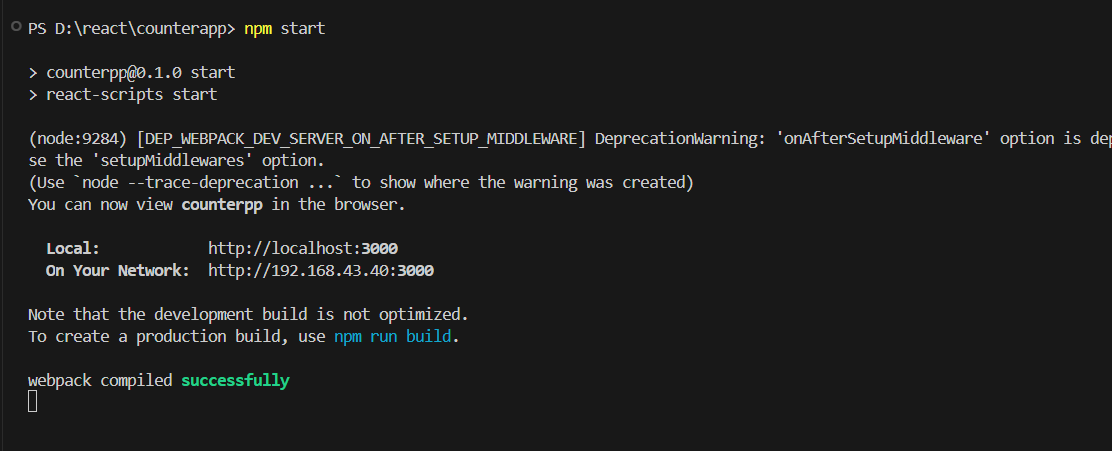 PS D:\react\counterapp> npm start
> counterpp@0.1.0 start
> react-scripts start
(node:9284) [DEP_WEBPACK_DEV_SERVER_ON_AFTER_SETUP_MIDDLEWARE] DeprecationWarning: 'onAfterSetupMiddleware' option is dep
se the 'setupMiddlewares' option.
(Use `node --trace-deprecation ...` to show where the warning was created)
You can now view counterpp in the browser.
Local: http://localhost:3000
On Your Network: http://192.168.43.40:3000
Note that the development build is not optimized.
To create a production build, use npm run build.
webpack compiled successfully